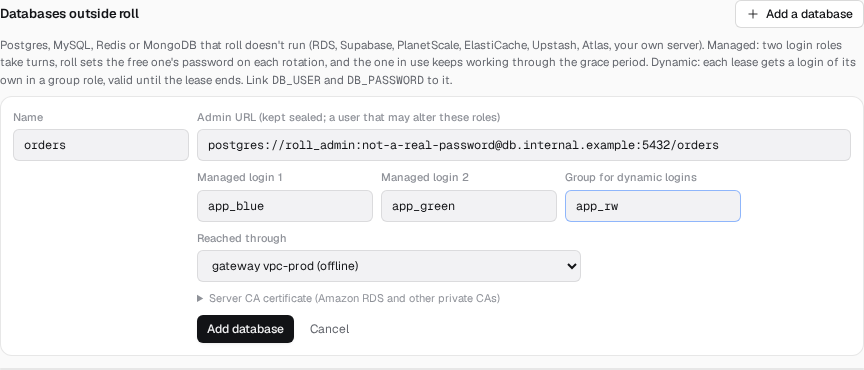 Databases outside roll
+ Add a database
Postgres, MySQL, Redis or MongoDB that roll doesn't run (RDS, Supabase, PlanetScale, ElastiCache, Upstash, Atlas, your own server). Managed: two login roles
take turns, roll sets the free one's password on each rotation, and the one in use keeps working through the grace period. Dynamic: each lease gets a login of its
own in a group role, valid until the lease ends. Link DB_USER and DB_PASSWORD to it.
Name
Admin URL (kept sealed; a user that may alter these roles)
orders
postgres://roll_admin:not-a-real-password@db.internal.example:5432/orders
Managed login 1
Managed login 2
Group for dynamic logins
app_blue
app_green
app_rw
Reached through
gateway vpc-prod (offline)
Server CA certificate (Amazon RDS and other private CAs)
Add database
Cancel